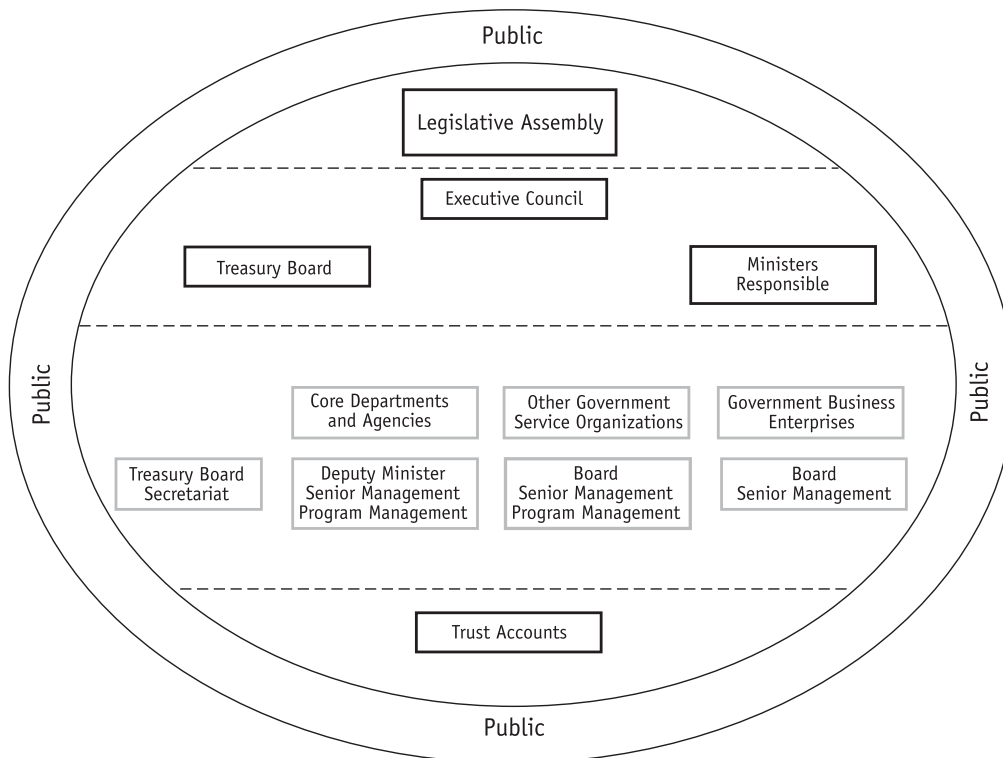 Public
Legislative Assembly
Executive Council
Treasury Board
Ministers
Responsible
Public
Public
Core Departments
and Agencies
Other Government
Service Organizations
Government Business
Enterprises
Treasury Board
Secretariat
Deputy Minister
Senior Management
Program Management
Board
Senior Management
Program Management
Board
Senior Management
Trust Accounts
Public